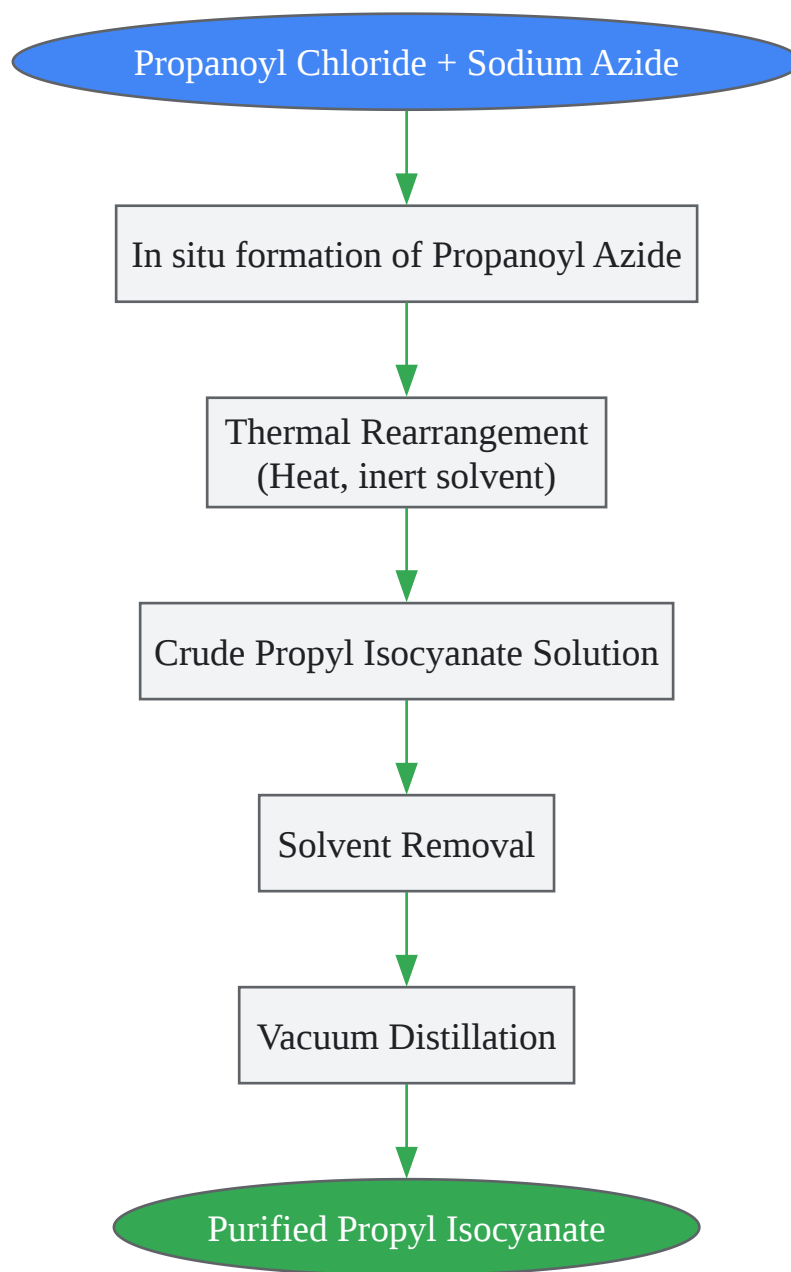 Propanoyl Chloride + Sodium Azide
In situ formation of Propanoyl Azide
Thermal Rearrangement
(Heat, inert solvent)
Crude Propyl Isocyanate Solution
Solvent Removal
Vacuum Distillation
Purified Propyl Isocyanate